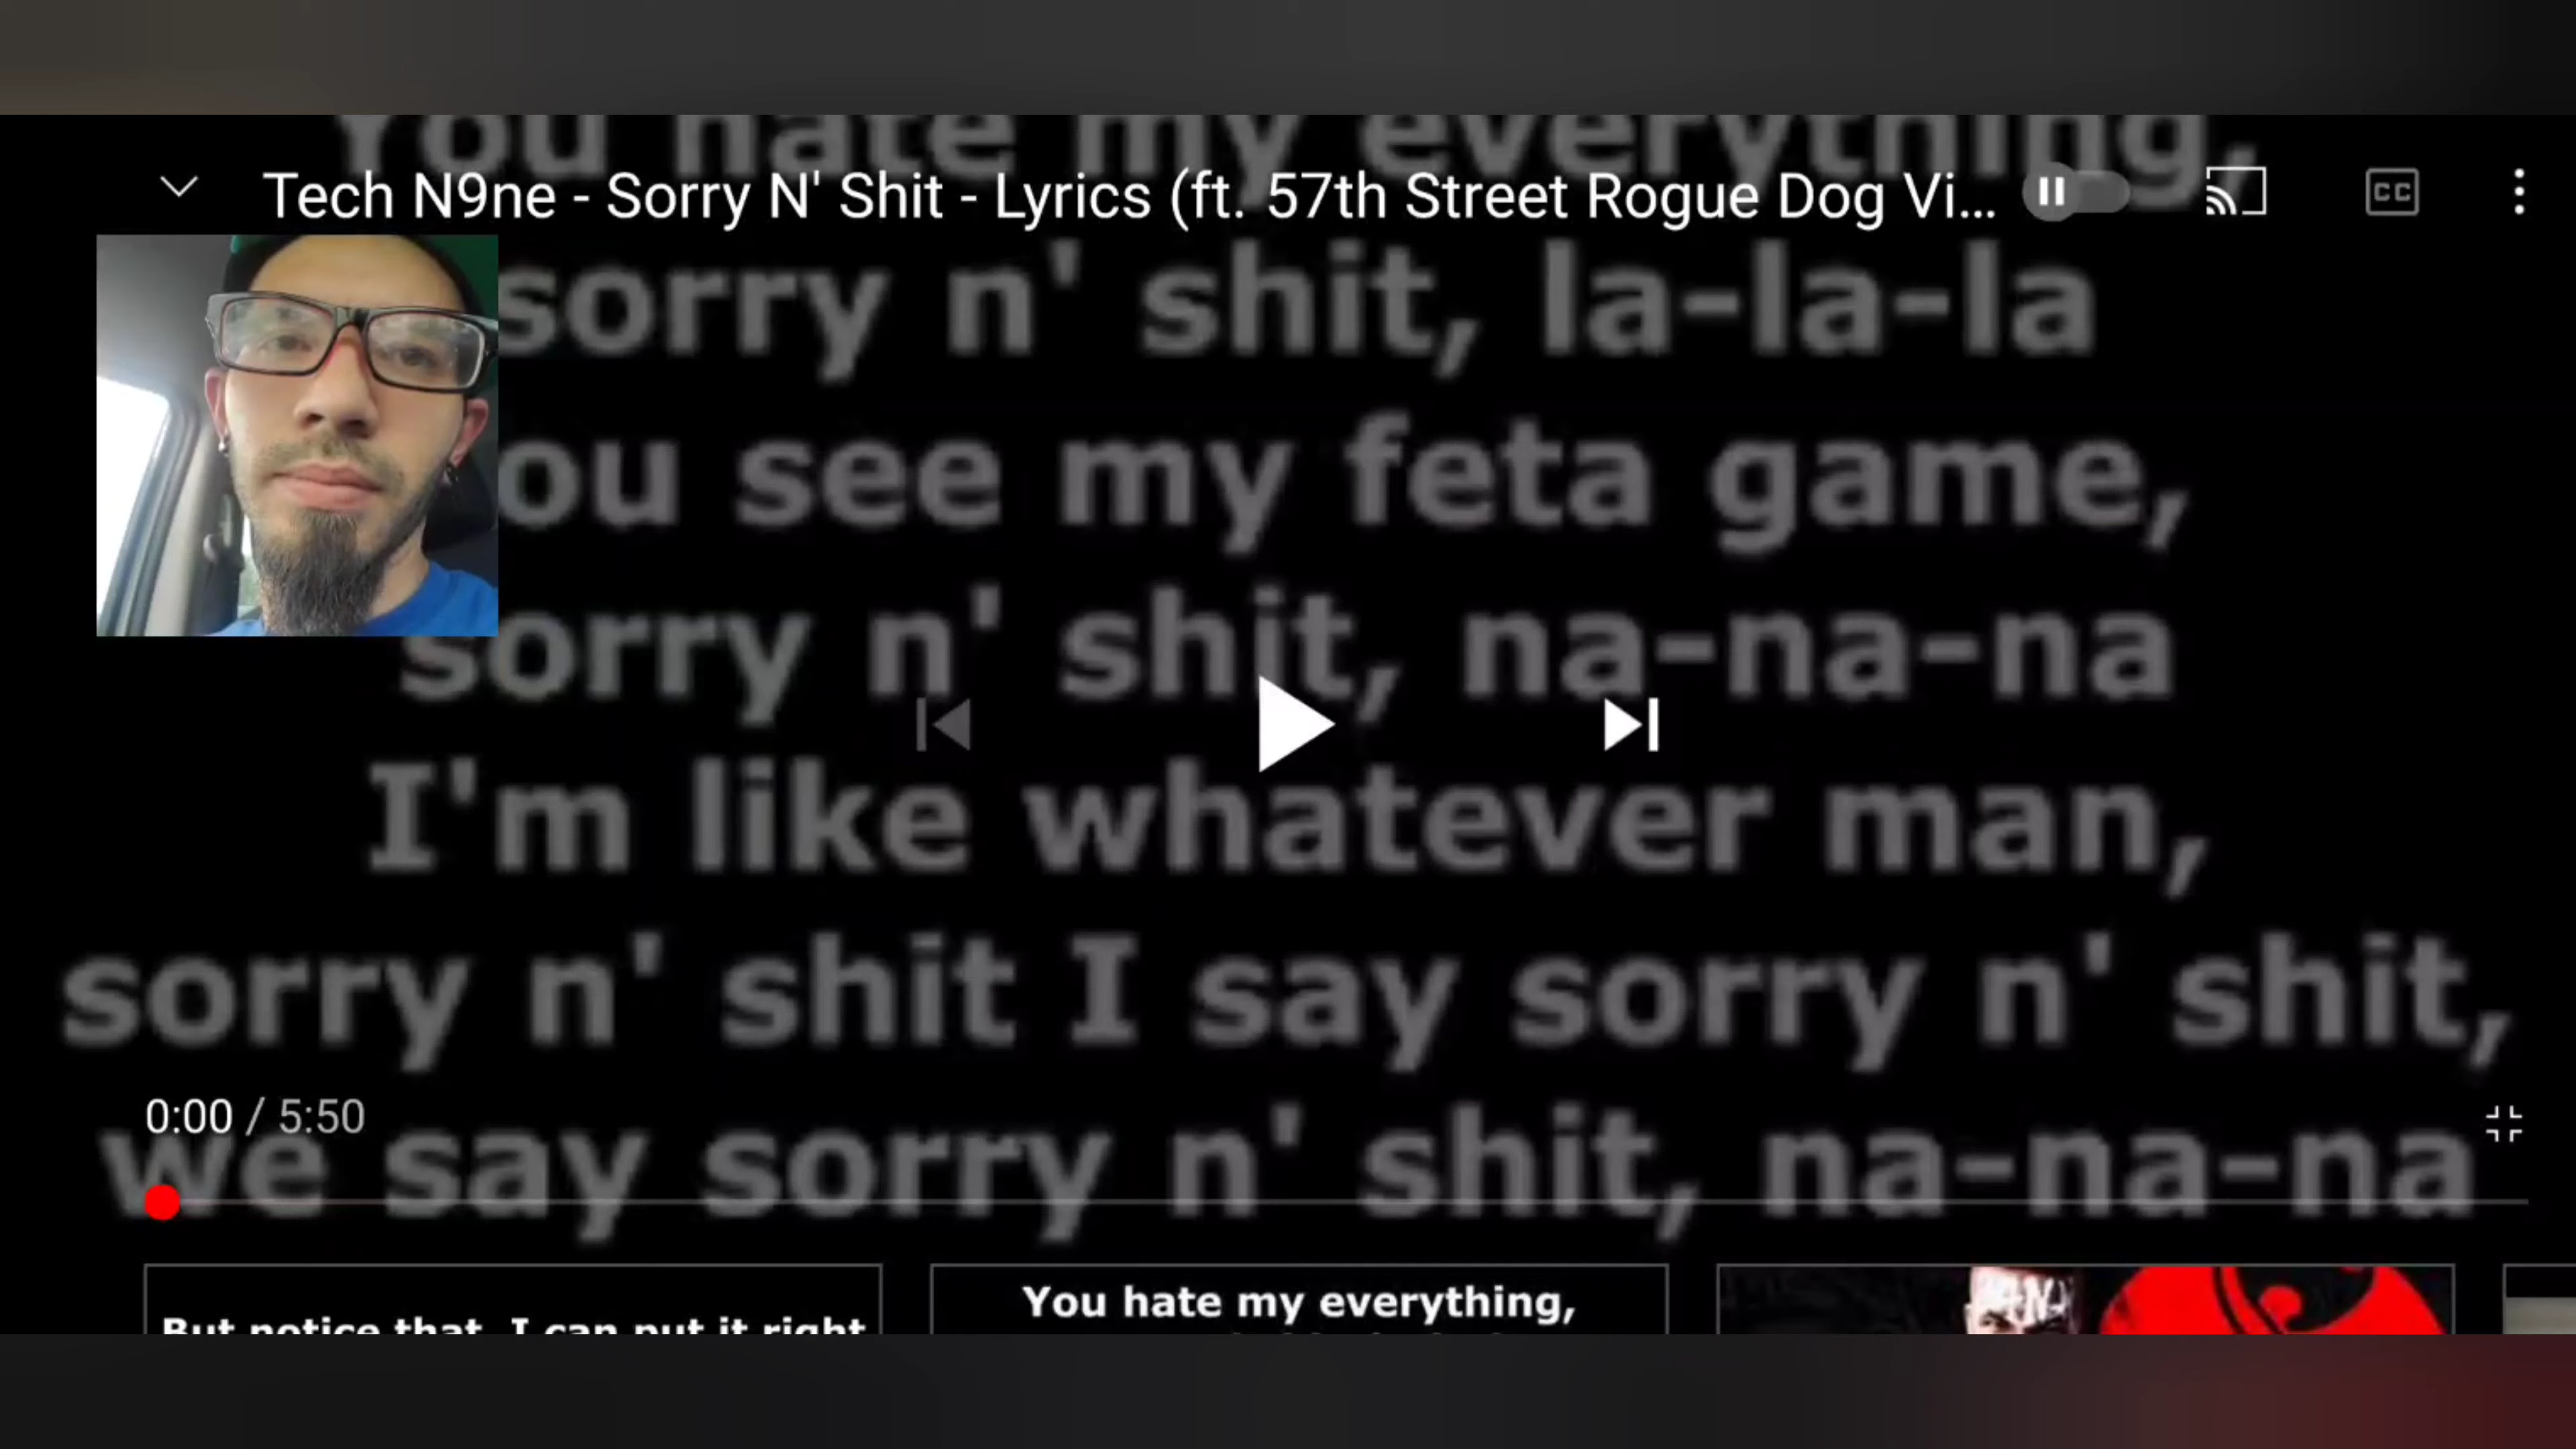 You hate my everything,
Tech N9ne - Sorry N' Shit - Lyrics (ft. 57th Street Rogue Dog Vi...
CC
sorry n' shit, la-la-la
ou see my feta game,
sorry n' shit, na-na-na
I'm like whatever man,
sorry n' shit I say sorry n' shit,
0:00 / 5:50
we say sorry n' shit, na-na-na
But notice that, I can put it right
You hate my everything,